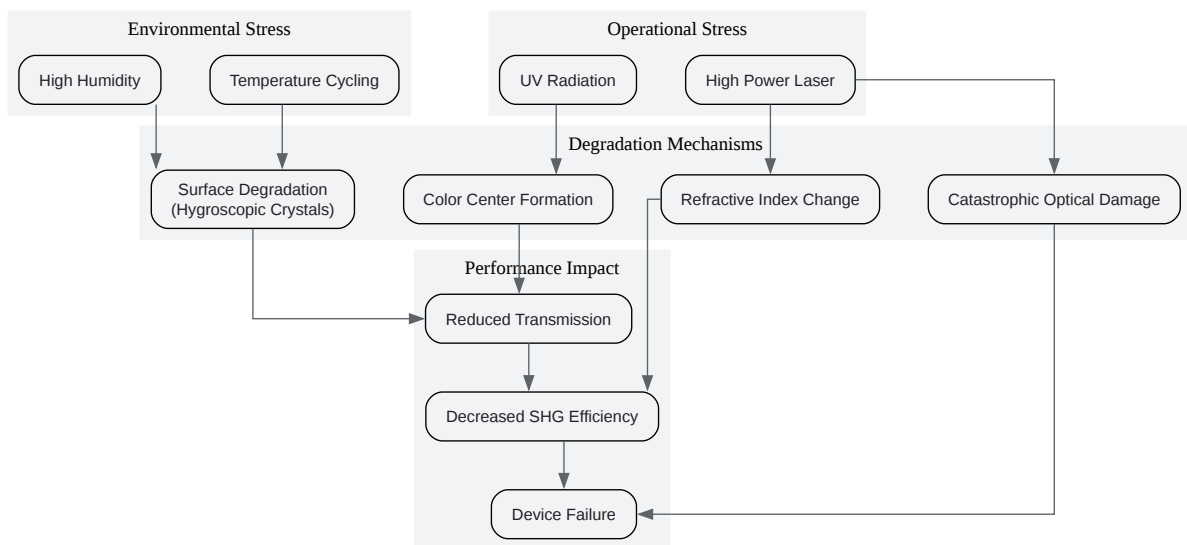 Environmental Stress
Operational Stress
High Humidity
Temperature Cycling
UV Radiation
High Power Laser
Degradation Mechanisms
Surface Degradation
(Hygroscopic Crystals)
Color Center Formation
Refractive Index Change
Catastrophic Optical Damage
Performance Impact
Reduced Transmission
Decreased SHG Efficiency
Device Failure